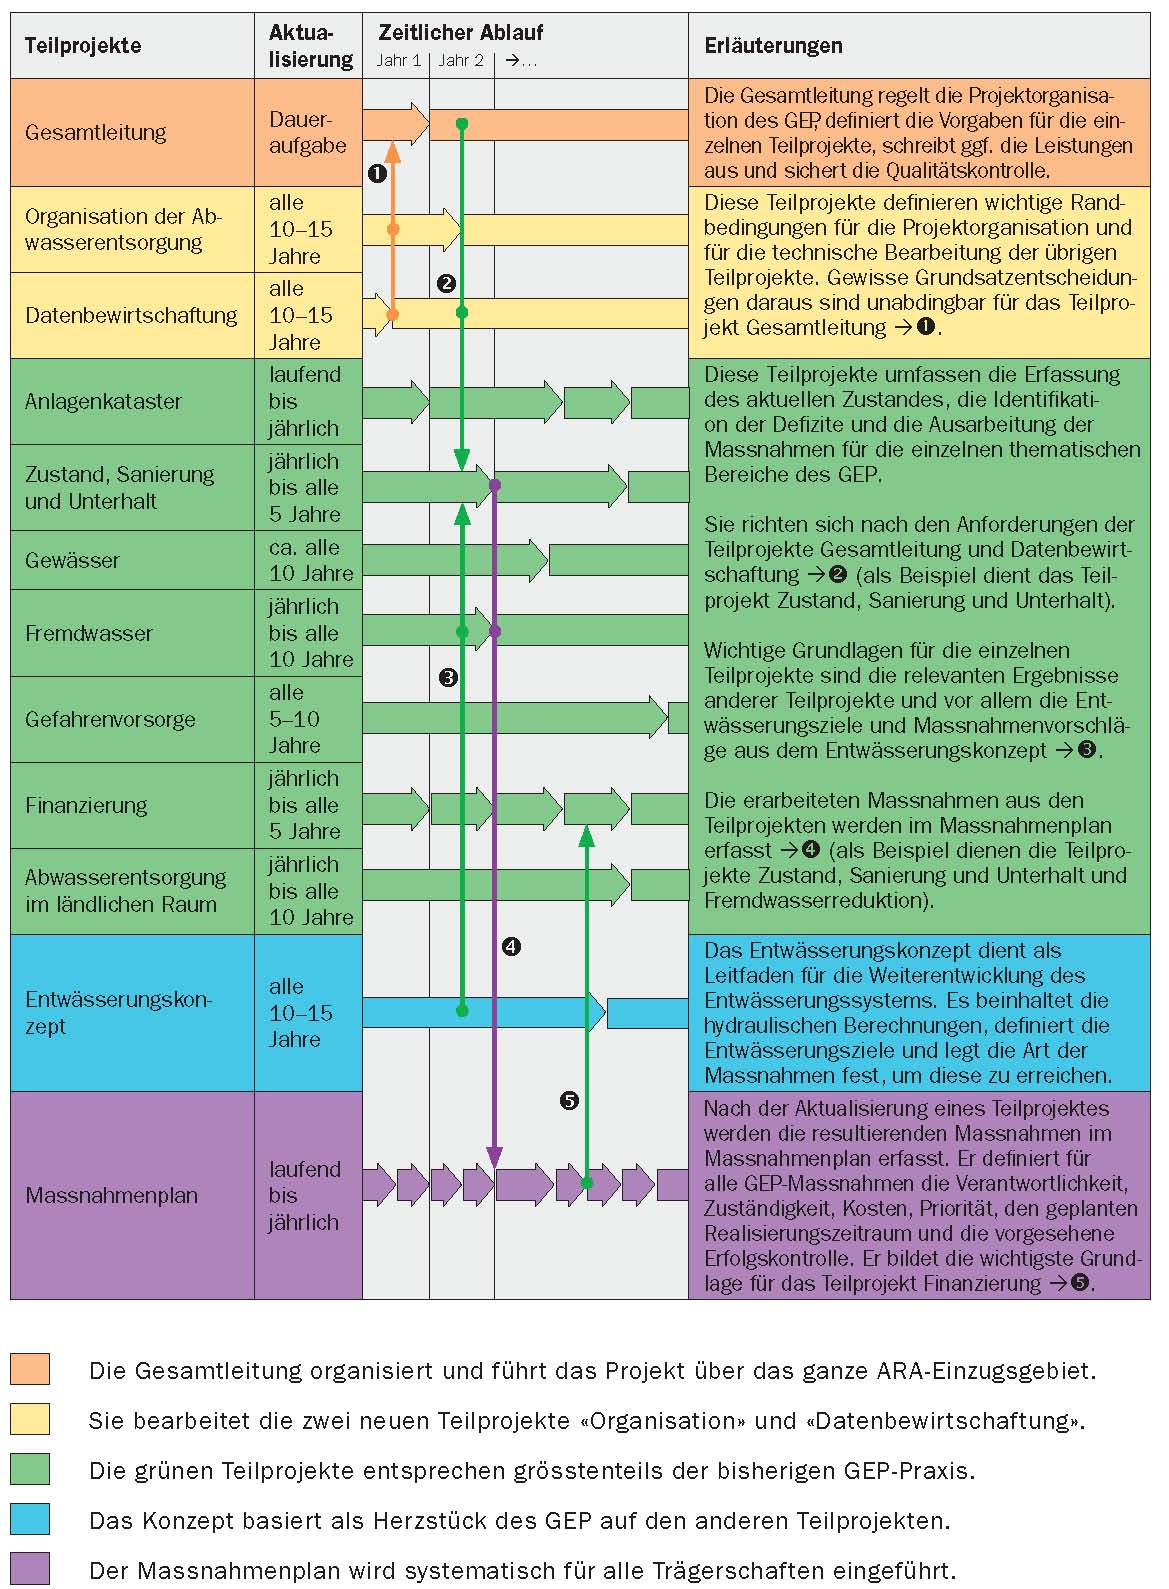 Teilprojekte
Aktua-
lisierung
Zeitlicher Ablauf
Jahr 1
Jahr 2
→…
Erläuterungen
Gesamtleitung
Dauer-
aufgabe
Die Gesamtleitung regelt die Projektorganisa-
tion des GEP, definiert die Vorgaben für die ein-
zelnen Teilprojekte, schreibt ggf. die Leistungen
aus und sichert die Qualitätskontrolle.
❶
Organisation der Ab-
wasserentsorgung
alle
10–15
Jahre
Diese Teilprojekte definieren wichtige Rand-
bedingungen für die Projektorganisation und
für die technische Bearbeitung der übrigen
Teilprojekte. Gewisse Grundsatzentscheidun-
gen daraus sind unabdingbar für das Teilpro-
jekt Gesamtleitung →❶.
❷
Datenbewirtschaftung
alle
10–15
Jahre
Anlagenkataster
laufend
bis
jährlich
Diese Teilprojekte umfassen die Erfassung
des aktuellen Zustandes, die Identifikati-
on der Defizite und die Ausarbeitung der
Massnahmen für die einzelnen thematischen
Bereiche des GEP.
Zustand, Sanierung
und Unterhalt
jährlich
bis alle
5 Jahre
Sie richten sich nach den Anforderungen der
Teilprojekte Gesamtleitung und Datenbewirt-
schaftung →❷ (als Beispiel dient das Teil-
projekt Zustand, Sanierung und Unterhalt).
Gewässer
ca. alle
10 Jahre
Fremdwasser
jährlich
bis alle
10 Jahre
❸
Wichtige Grundlagen für die einzelnen
Teilprojekte sind die relevanten Ergebnisse
anderer Teilprojekte und vor allem die Ent-
wässerungsziele und Massnahmenvorschlä-
ge aus dem Entwässerungskonzept →❸.
Gefahrenvorsorge
alle
5–10
Jahre
Finanzierung
jährlich
bis alle
5 Jahre
Die erarbeiteten Massnahmen aus den
Teilprojekten werden im Massnahmenplan
erfasst →❹ (als Beispiel dienen die Teilpro-
jekte Zustand, Sanierung und Unterhalt und
Fremdwasserreduktion).
Abwasserentsorgung
im ländlichen Raum
jährlich
bis alle
10 Jahre
❹
Entwässerungskon-
zept
alle
10–15
Jahre
Das Entwässerungskonzept dient als
Leitfaden für die Weiterentwicklung des
Entwässerungssystems. Es beinhaltet die
hydraulischen Berechnungen, definiert die
Entwässerungsziele und legt die Art der
Massnahmen fest, um diese zu erreichen.
❺
Massnahmenplan
laufend
bis
jährlich
Nach der Aktualisierung eines Teilprojektes
werden die resultierenden Massnahmen im
Massnahmenplan erfasst. Er definiert für
alle GEP-Massnahmen die Verantwortlichkeit,
Zuständigkeit, Kosten, Priorität, den geplanten
Realisierungszeitraum und die vorgesehene
Erfolgskontrolle. Er bildet die wichtigste Grund-
lage für das Teilprojekt Finanzierung →❺.
Die Gesamtleitung organisiert und führt das Projekt über das ganze ARA-Einzugsgebiet.
Sie bearbeitet die zwei neuen Teilprojekte «Organisation» und «Datenbewirtschaftung».
Die grünen Teilprojekte entsprechen grösstenteils der bisherigen GEP-Praxis.
Das Konzept basiert als Herzstück des GEP auf den anderen Teilprojekten.
Der Massnahmenplan wird systematisch für alle Trägerschaften eingeführt.